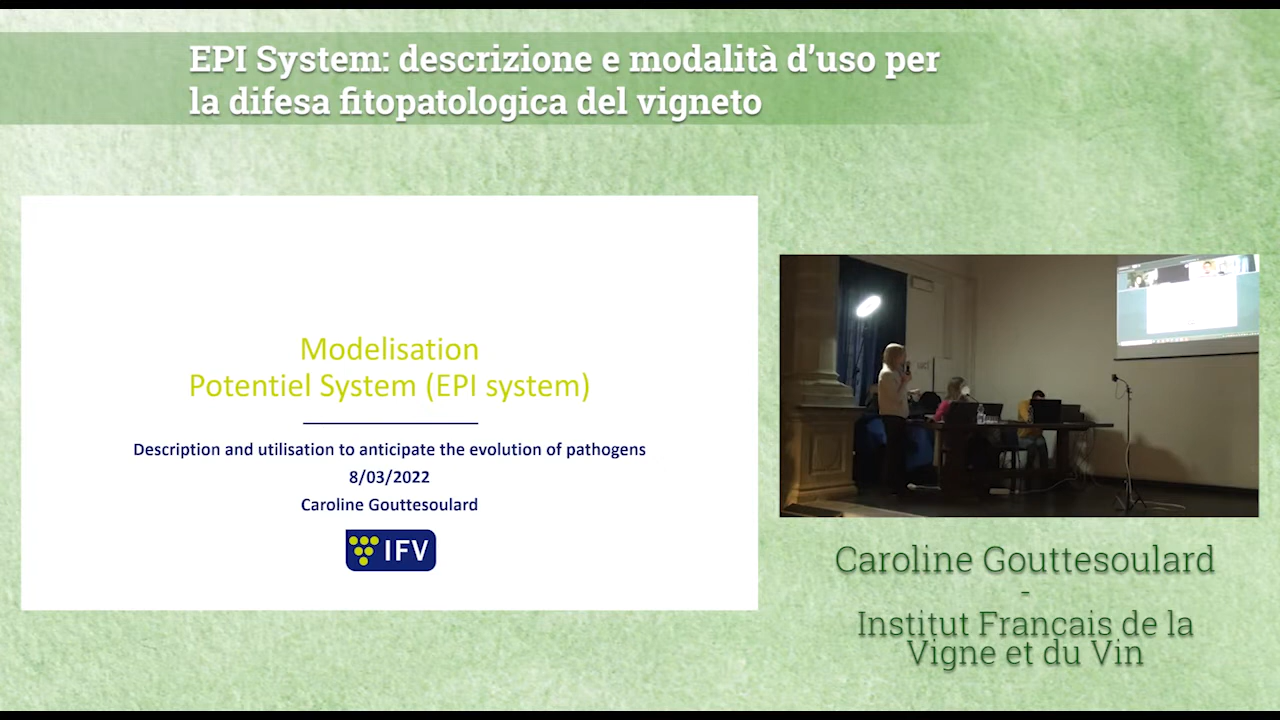 EPI System: descrizione e modalità d'uso per
la difesa fitopatologica del vigneto
Modelisation
Potentiel System (EPI system)
Description and utilisation to anticipate the evolution of pathogens
8/03/2022
Caroline Gouttesoulard
IFV
Caroline Gouttesoulard
-
Institut Francais de la
Vigne et du Vin